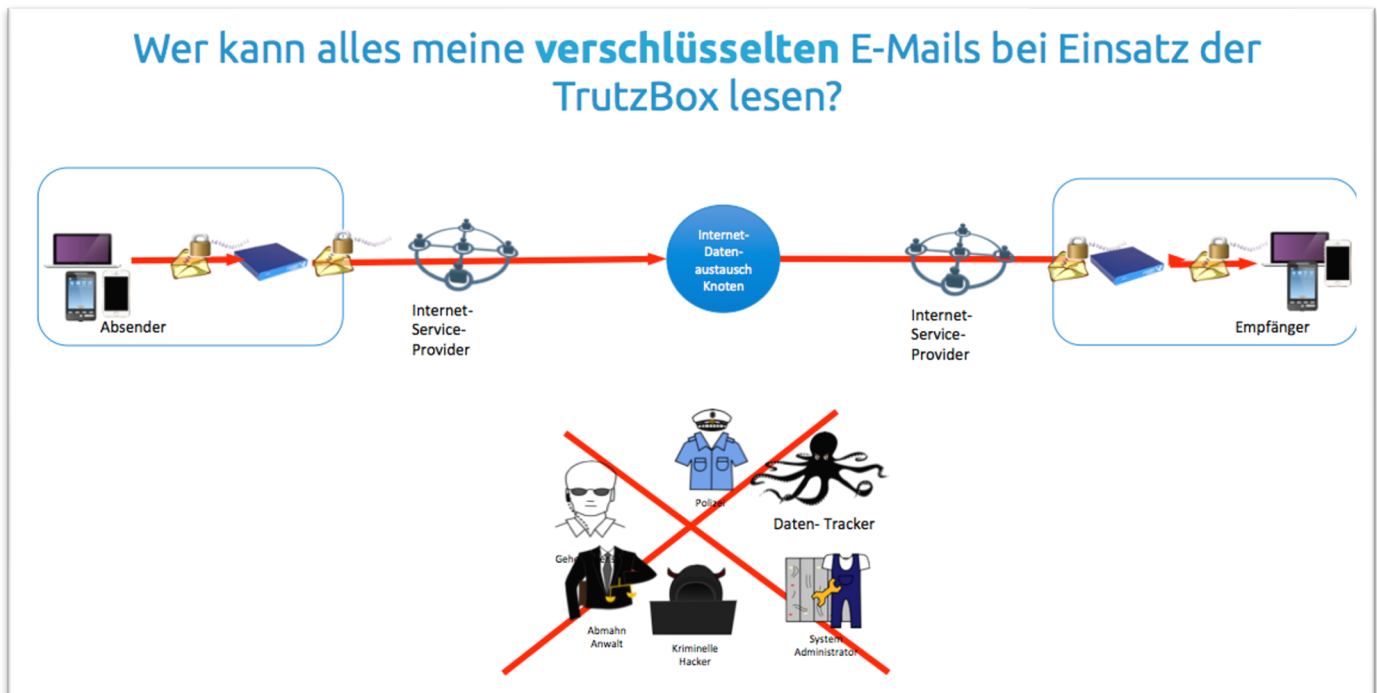 Wer kann alles meine verschlüsselten E-Mails bei Einsatz der
TrutzBox lesen?
Internet-
Daten-
austausch
Knoten
Absender
Internet-
Service-
Provider
Internet-
Service-
Provider
Empfänger
Polizei
Daten- Tracker
Abmahn
Anwalt
Kriminelle
Hacker
System
Administrator